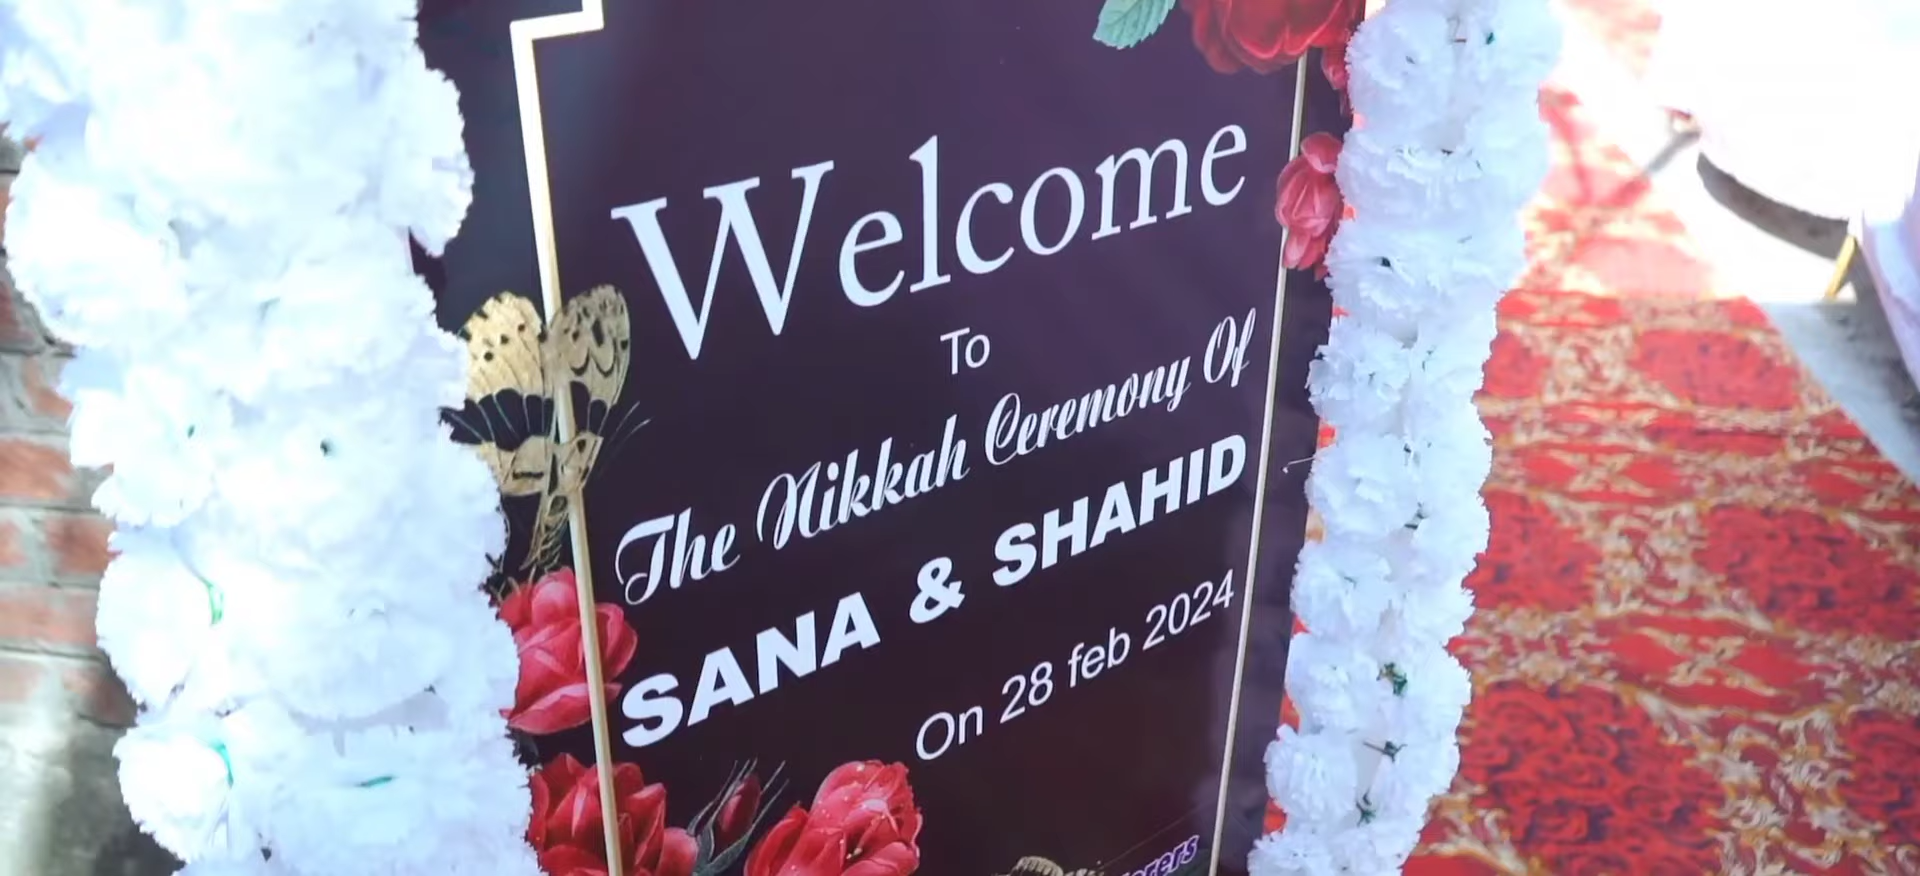 Welcome
To
The Nikkah Ceremony Of
SANA & SHAHID
On 28 feb 2024